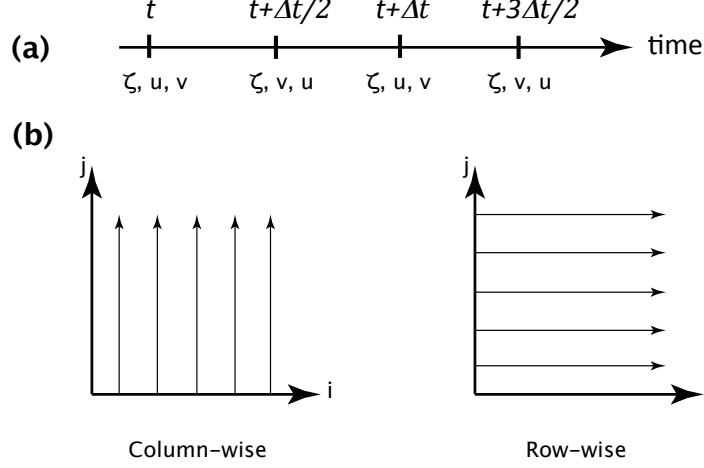 t t+Δt/2 t+Δt t+3Δt/2
(a) time
ζ, u, v ζ, v, u ζ, u, v ζ, v, u
(b)
j j
i
Column-wise Row-wise